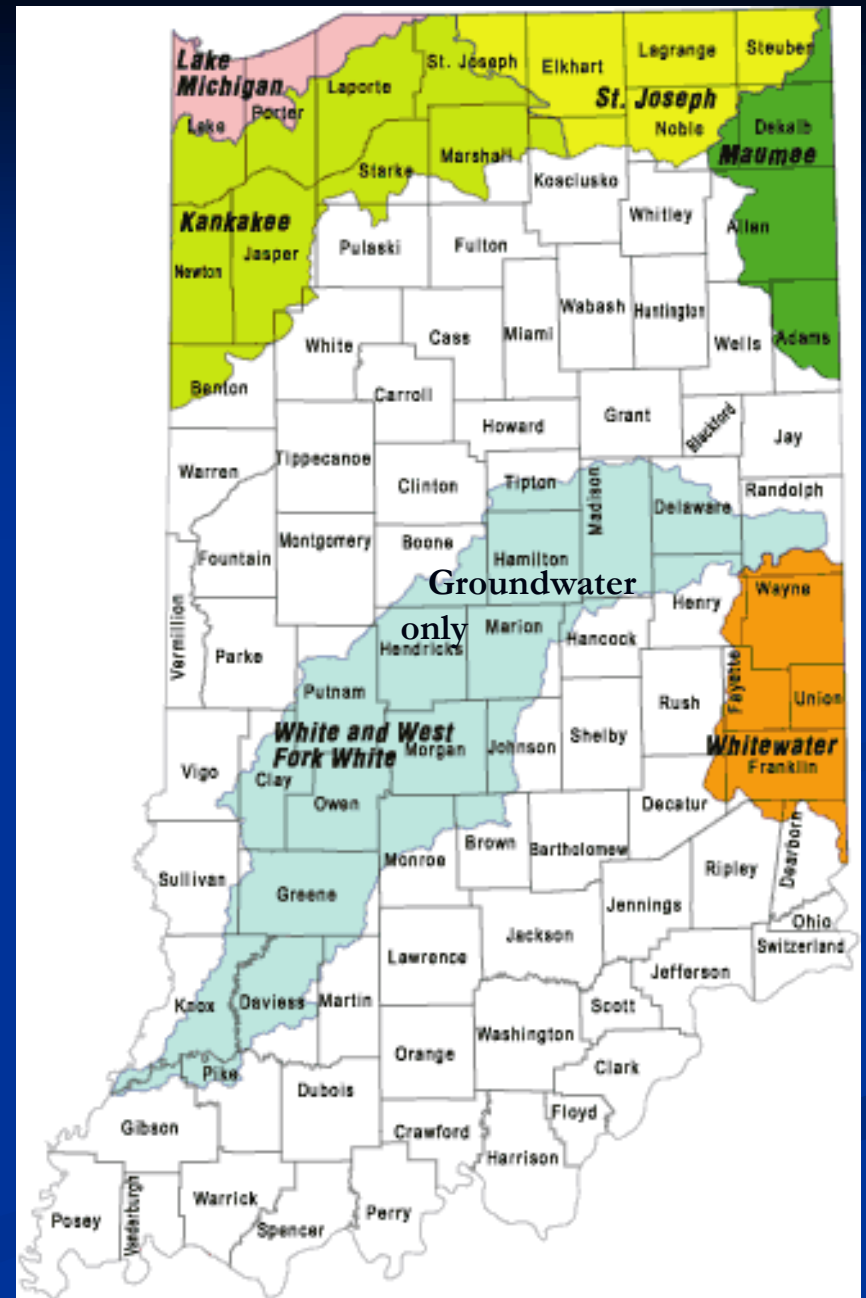 Lake
Michigan
Lake
Porter
Laporte
St. Joseph
Elkhart
Lagrange
Steuben
St. Joseph
Noble
Dekalb
Maumee
Starke
Marshall
Kosciusko
Whitley
Allen
Kankakee
Newton
Jasper
Pulaski
Fulton
Wabash
Huntington
Miami
Wells
Adams
White
Cass
Benton
Carroll
Grant
Blackford
Jay
Howard
Warren
Tippecanoe
Clinton
Tipton
Madison
Delaware
Randolph
Fountain
Montgomery
Boone
Hamilton
Groundwater
only
Wayne
Henry
Vermillion
Parke
Hendricks
Marion
Hancock
Putnam
Rush
Fayette
Union
White and West
Fork White
Morgan
Johnson
Shelby
Whitewater
Franklin
Vigo
Clay
Owen
Decatur
Monroe
Brown
Bartholomew
Ripley
Dearborn
Sullivan
Greene
Jennings
Ohio
Lawrence
Jackson
Switzerland
Jefferson
Knox
Daviess
Martin
Scott
Washington
Orange
Clark
Pike
Dubois
Gibson
Crawford
Floyd
Harrison
Posey
Vanderburgh
Warrick
Spencer
Perry